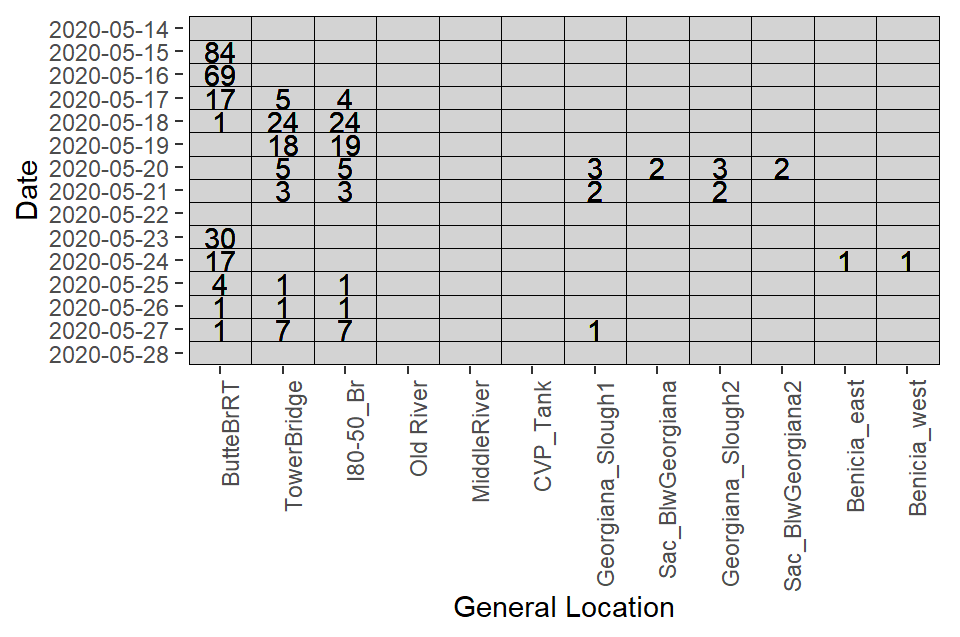 2020-05-14
2020-05-15 84
2020-05-16 69
2020-05-17 17 5 4
2020-05-18 1 24 24
2020-05-19 18 19
2020-05-20 5 5 3 2 3 2
2020-05-21 3 3 2 2
2020-05-22
2020-05-23 30
2020-05-24 17 1 1
2020-05-25 4 1 1
2020-05-26 1 1 1
2020-05-27 1 7 7 1
2020-05-28
Date
ButteBrRT
TowerBridge
I80-50_Br
Old River
MiddleRiver
CVP_Tank
Georgiana_Slough1
Sac_BlwGeorgiana
Georgiana_Slough2
Sac_BlwGeorgiana2
Benicia_east
Benicia_west
General Location